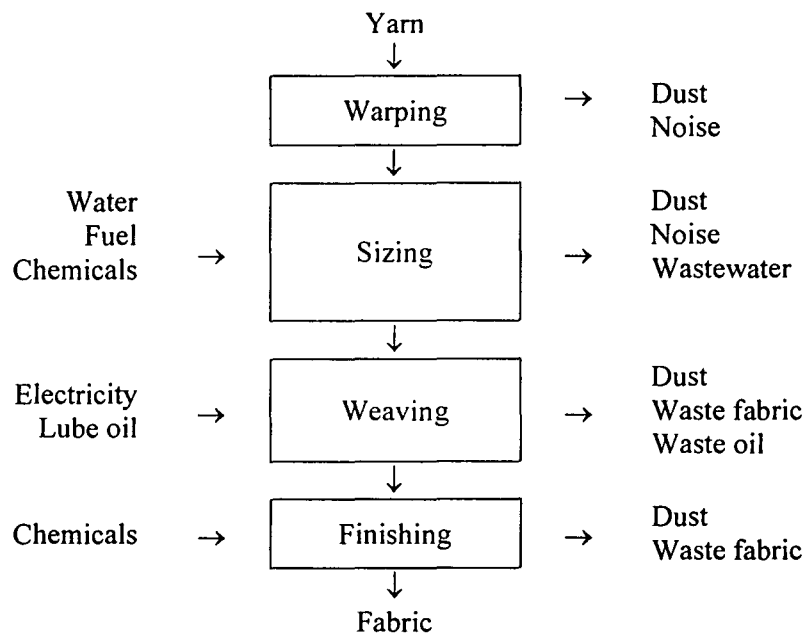 Yarn
↓
Warping
→
Dust
Noise
↓
Water
Fuel
Chemicals
→
Sizing
→
Dust
Noise
Wastewater
↓
Electricity
Lube oil
→
Weaving
→
Dust
Waste fabric
Waste oil
↓
Chemicals
→
Finishing
→
Dust
Waste fabric
↓
Fabric